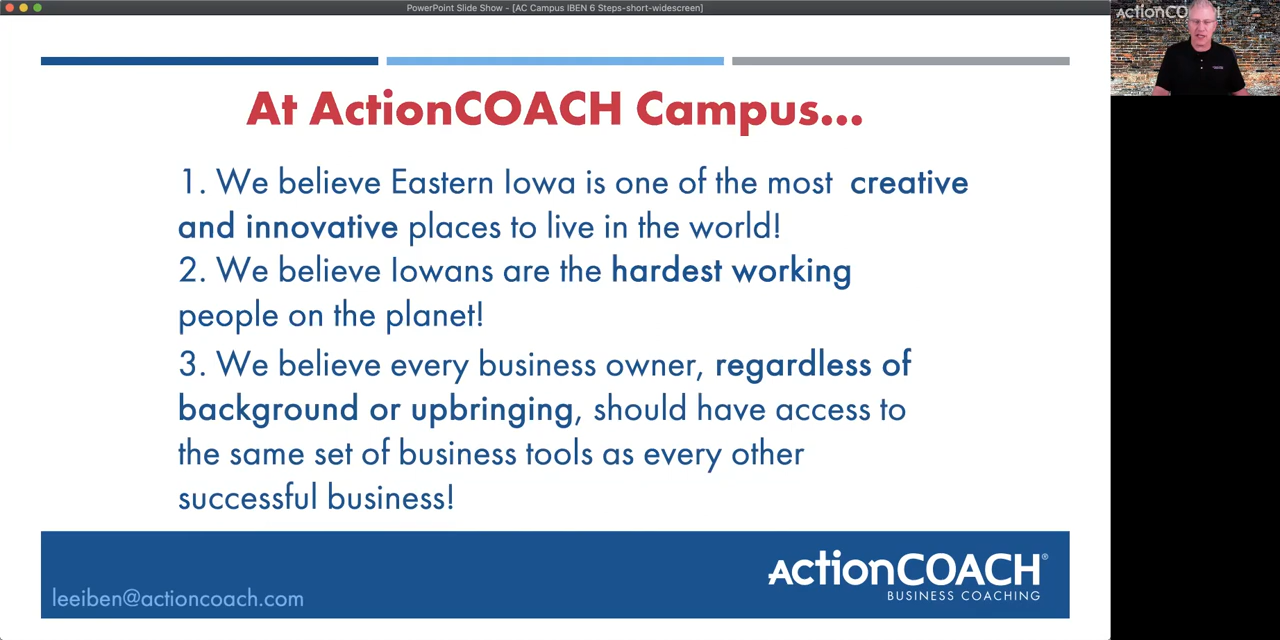 PowerPoint Slide Show - [AC Campus IBEN 6 Steps-short-widescreen]
At ActionCOACH Campus...
1. We believe Eastern Iowa is one of the most creative
and innovative places to live in the world!
2. We believe Iowans are the hardest working
people on the planet!
3. We believe every business owner, regardless of
background or upbringing, should have access to
the same set of business tools as every other
successful business!
leeiben@actioncoach.com
ActionCOACH®
BUSINESS COACHING